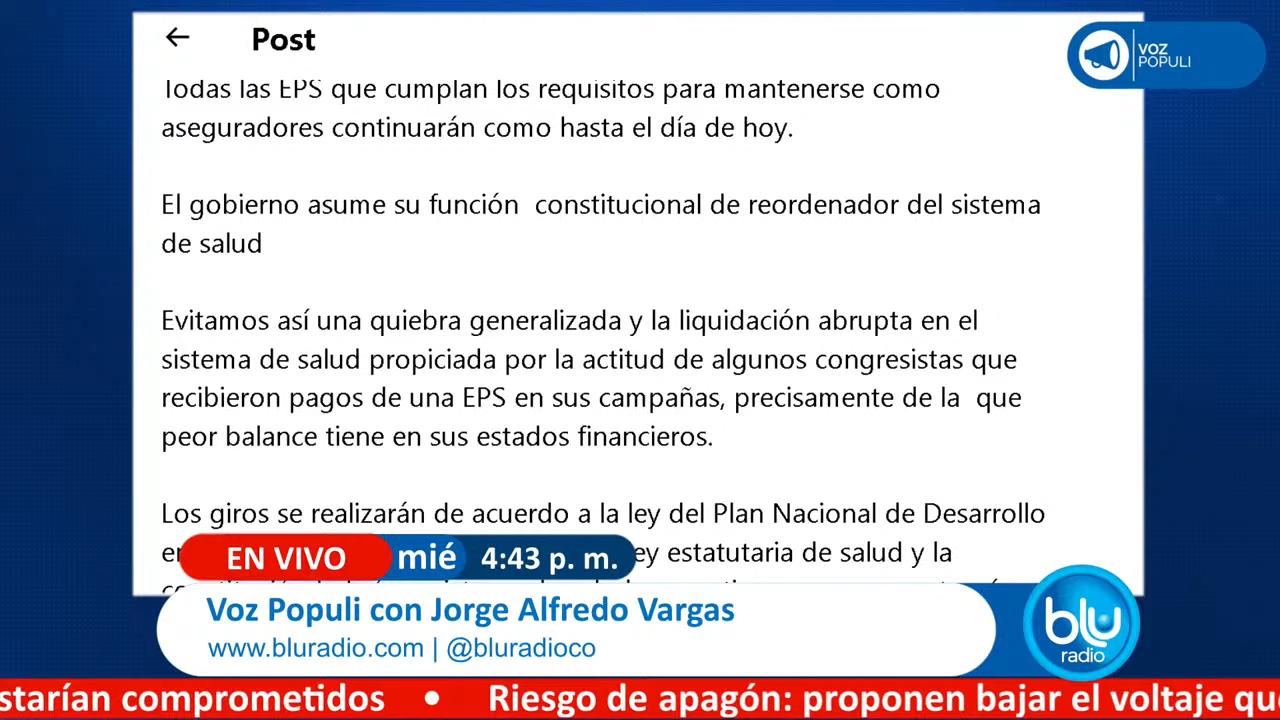 Post
VOZ
POPULI
Todas las EPS que cumplan los requisitos para mantenerse como
aseguradores continuarán como hasta el día de hoy.
El gobierno asume su función  constitucional de reordenador del sistema
de salud
Evitamos así una quiebra generalizada y la liquidación abrupta en el
sistema de salud propiciada por la actitud de algunos congresistas que
recibieron pagos de una EPS en sus campañas, precisamente de la  que
peor balance tiene en sus estados financieros.
Los giros se realizarán de acuerdo a la ley del Plan Nacional de Desarrollo
estatutaria de salud y la
EN VIVO mié 4:43 p. m.
Voz Populi con Jorge Alfredo Vargas
www.bluradio.com | @bluradioco
blu
radio
comprometidos • Riesgo de apagón: proponen bajar el voltaje